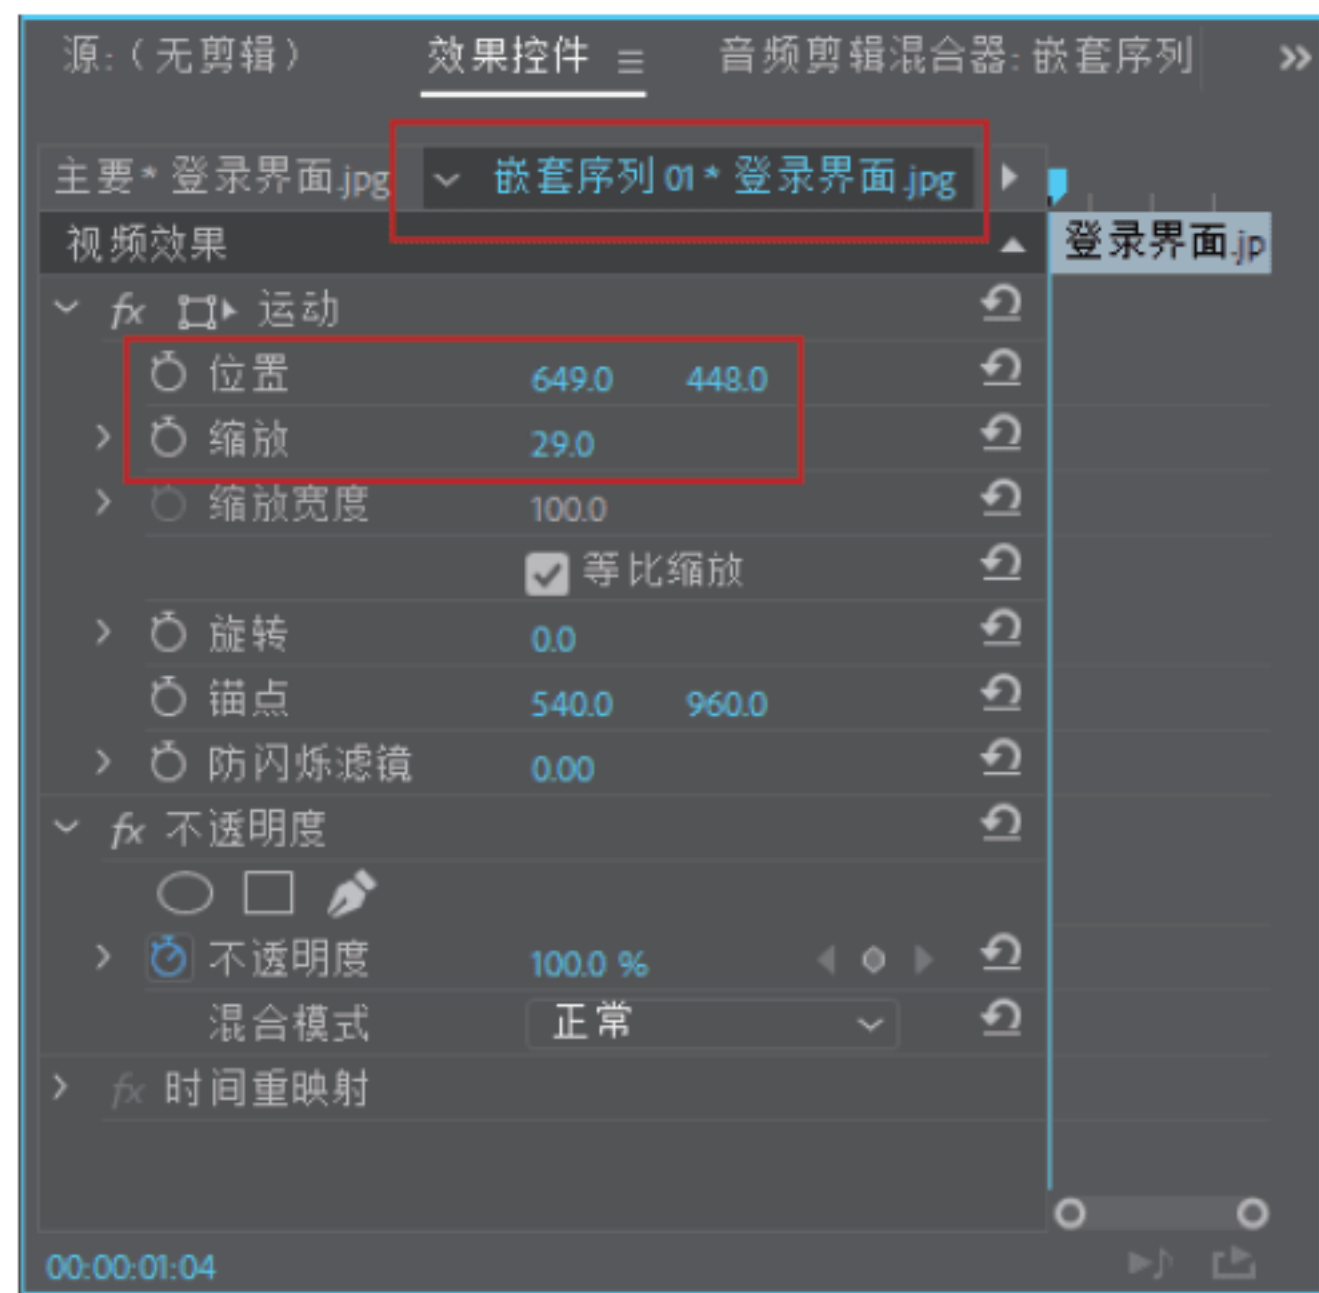 源:（无剪辑） 效果控件 音频剪辑混合器: 嵌套序列
主要* 登录界面.jpg 嵌套序列 01 * 登录界面.jpg
视频效果 登录界面.jp
fx 运动
位置 649.0 448.0
缩放 29.0
缩放宽度 100.0
等比缩放
旋转 0.0
锚点 540.0 960.0
防闪烁滤镜 0.00
fx 不透明度
不透明度 100.0 %
混合模式 正常
fx 时间重映射
00:00:01:04